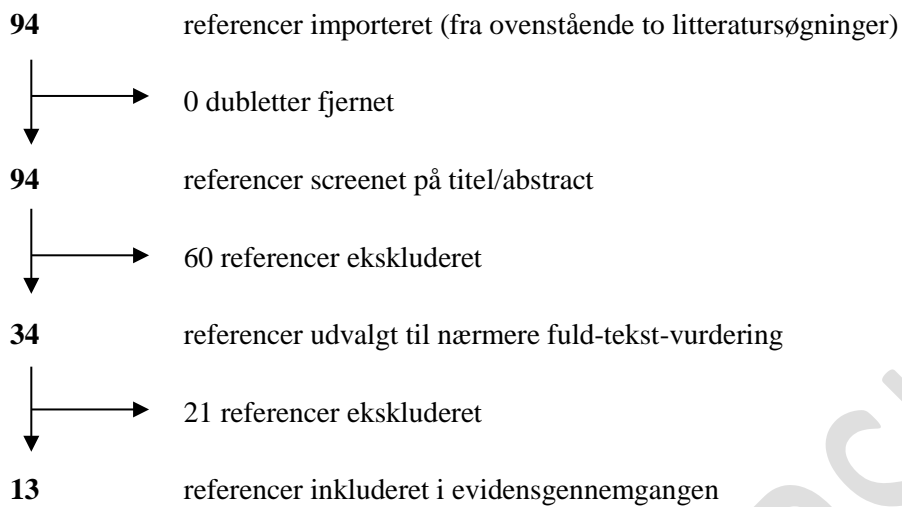 94 referencer importeret (fra ovenstående to litteratursøgninger)
0 dubletter fjernet
94 referencer screenet på titel/abstract
60 referencer ekskluderet
34 referencer udvalgt til nærmere fuld-tekst-vurdering
21 referencer ekskluderet
13 referencer inkluderet i evidensgennemgangen